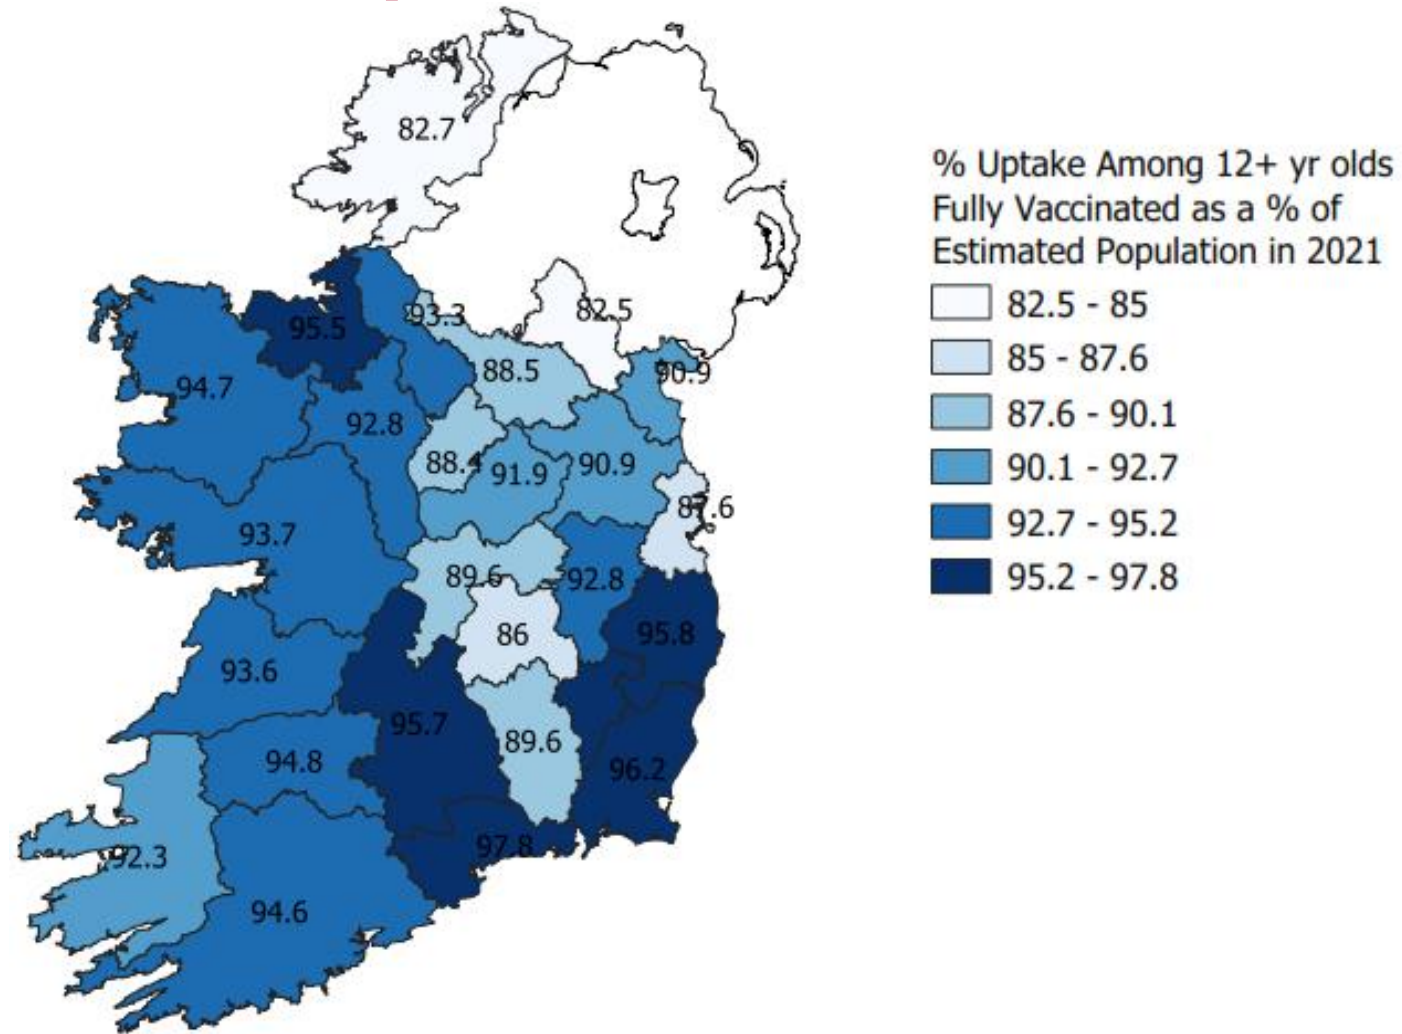 82.7
82.5
93.3
95.5
88.5
90.9
94.7
92.8
88.4
91.9
90.9
87.6
93.7
89.6
92.8
86
95.8
93.6
95.7
89.6
94.8
96.2
97.8
92.3
94.6
% Uptake Among 12+ yr olds
Fully Vaccinated as a % of
Estimated Population in 2021
82.5 - 85
85 - 87.6
87.6 - 90.1
90.1 - 92.7
92.7 - 95.2
95.2 - 97.8